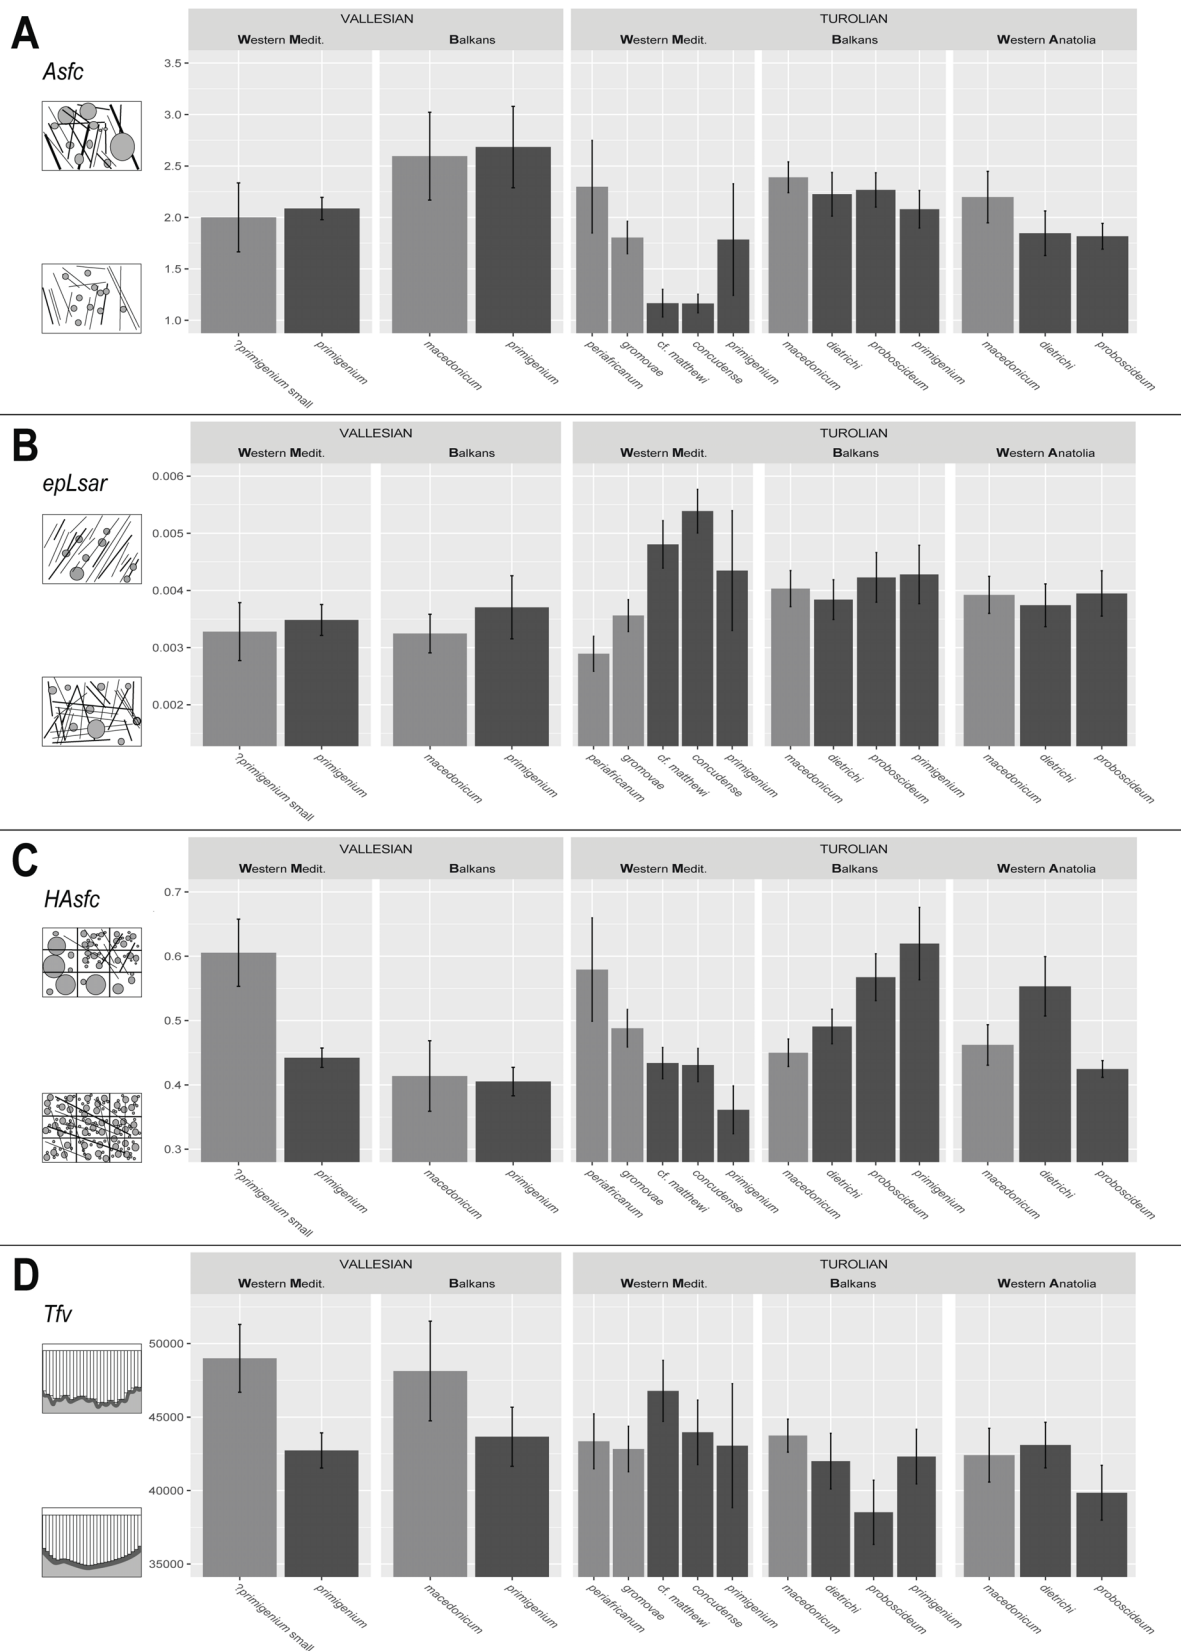 A
Asfc
VALLESIAN TUROLIAN
Western Medit. Balkans Western Medit. Balkans Western Anatolia
3.5
3.0
2.5
2.0
1.5
1.0
?primigenium small primigenium macedonicum primigenium periafricanum gromovae cf. matthewi concudense primigenium macedonicum dietrichi proboscideum primigenium macedonicum dietrichi proboscideum
B
epLsar
VALLESIAN TUROLIAN
Western Medit. Balkans Western Medit. Balkans Western Anatolia
0.006
0.005
0.004
0.003
0.002
?primigenium small primigenium macedonicum primigenium periafricanum gromovae cf. matthewi concudense primigenium macedonicum dietrichi proboscideum primigenium macedonicum dietrichi proboscideum
C
HAsfc
VALLESIAN TUROLIAN
Western Medit. Balkans Western Medit. Balkans Western Anatolia
0.7
0.6
0.5
0.4
0.3
?primigenium small primigenium macedonicum primigenium periafricanum gromovae cf. matthewi concudense primigenium macedonicum dietrichi proboscideum primigenium macedonicum dietrichi proboscideum
D
Tfv
VALLESIAN TUROLIAN
Western Medit. Balkans Western Medit. Balkans Western Anatolia
50000
45000
40000
35000
?primigenium small primigenium macedonicum primigenium periafricanum gromovae cf. matthewi concudense primigenium macedonicum dietrichi proboscideum primigenium macedonicum dietrichi proboscideum